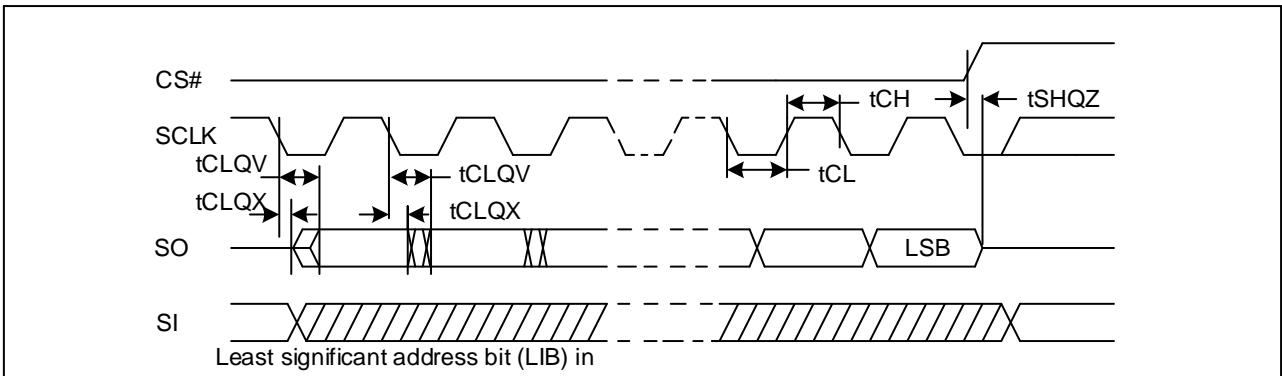 CS#
tCH
tSHQZ
SCLK
tCLQV
tCLQV
tCL
tCLQX
tCLQX
SO
LSB
SI
Least significant address bit (LIB) in